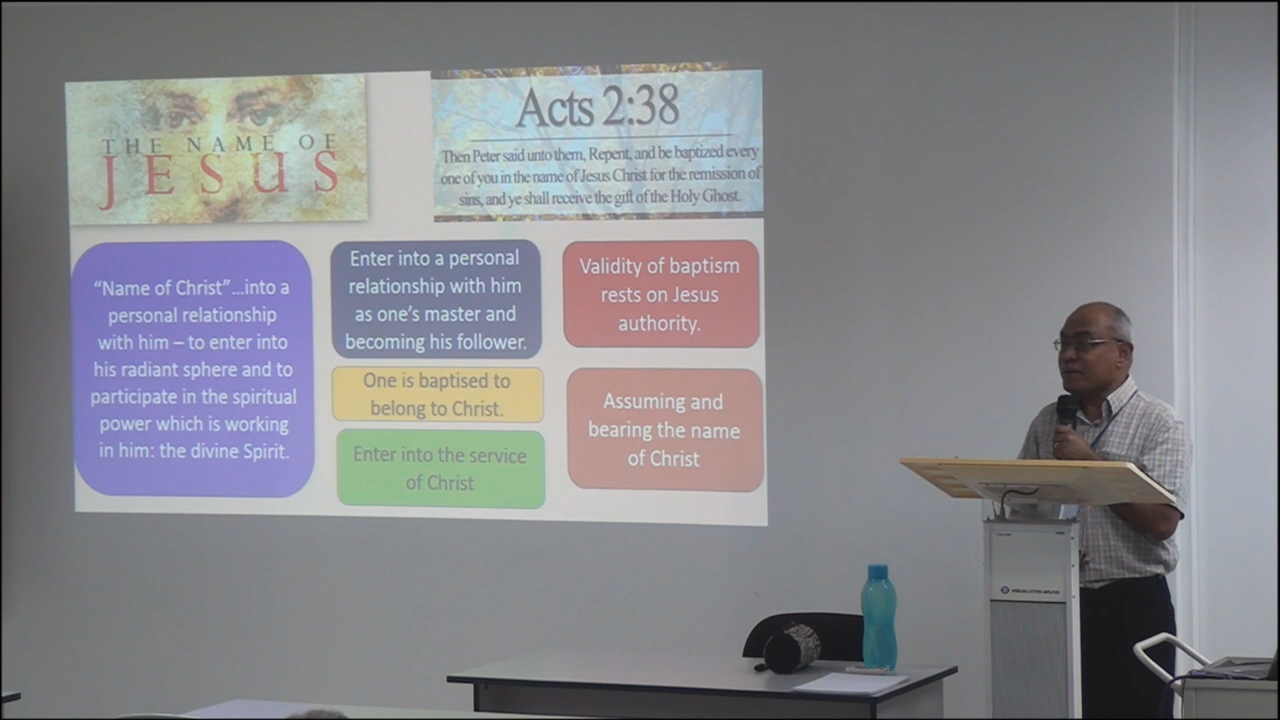 THE NAME OF
JESUS
Acts 2:38
Then Peter said unto them, Repent, and be baptized every
one of you in the name of Jesus Christ for the remission of
sins, and ye shall receive the gift of the Holy Ghost.
“Name of Christ”...into a
personal relationship
with him – to enter into
his radiant sphere and to
participate in the spiritual
power which is working
in him: the divine Spirit.
Enter into a personal
relationship with him
as one’s master and
becoming his follower.
One is baptised to
belong to Christ.
Enter into the service
of Christ
Validity of baptism
rests on Jesus
authority.
Assuming and
bearing the name
of Christ